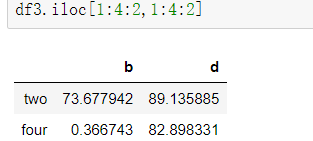 df3.iloc[1:4:2,1:4:2]
b d
two 73.677942 89.135885
four 0.366743 82.898331